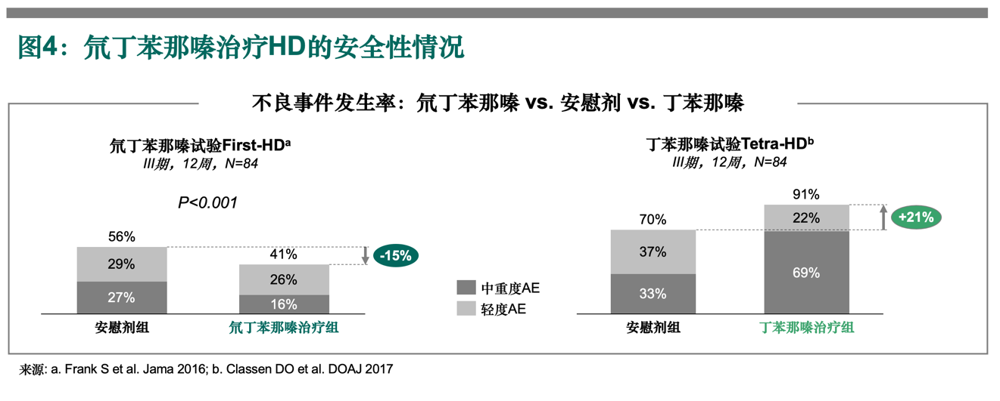 图4：氘丁苯那嗪治疗HD的安全性情况
不良事件发生率：氘丁苯那嗪 vs. 安慰剂 vs. 丁苯那嗪
氘丁苯那嗪试验First-HDa
III期，12周，N=84
P<0.001
56%
29%
27%
41%
26%
16%
-15%
安慰剂组
氘丁苯那嗪治疗组
中重度AE
轻度AE
丁苯那嗪试验Tetra-HDb
III期，12周，N=84
70%
37%
33%
91%
22%
69%
+21%
安慰剂组
丁苯那嗪治疗组
来源: a. Frank S et al. Jama 2016; b. Classen DO et al. DOAJ 2017